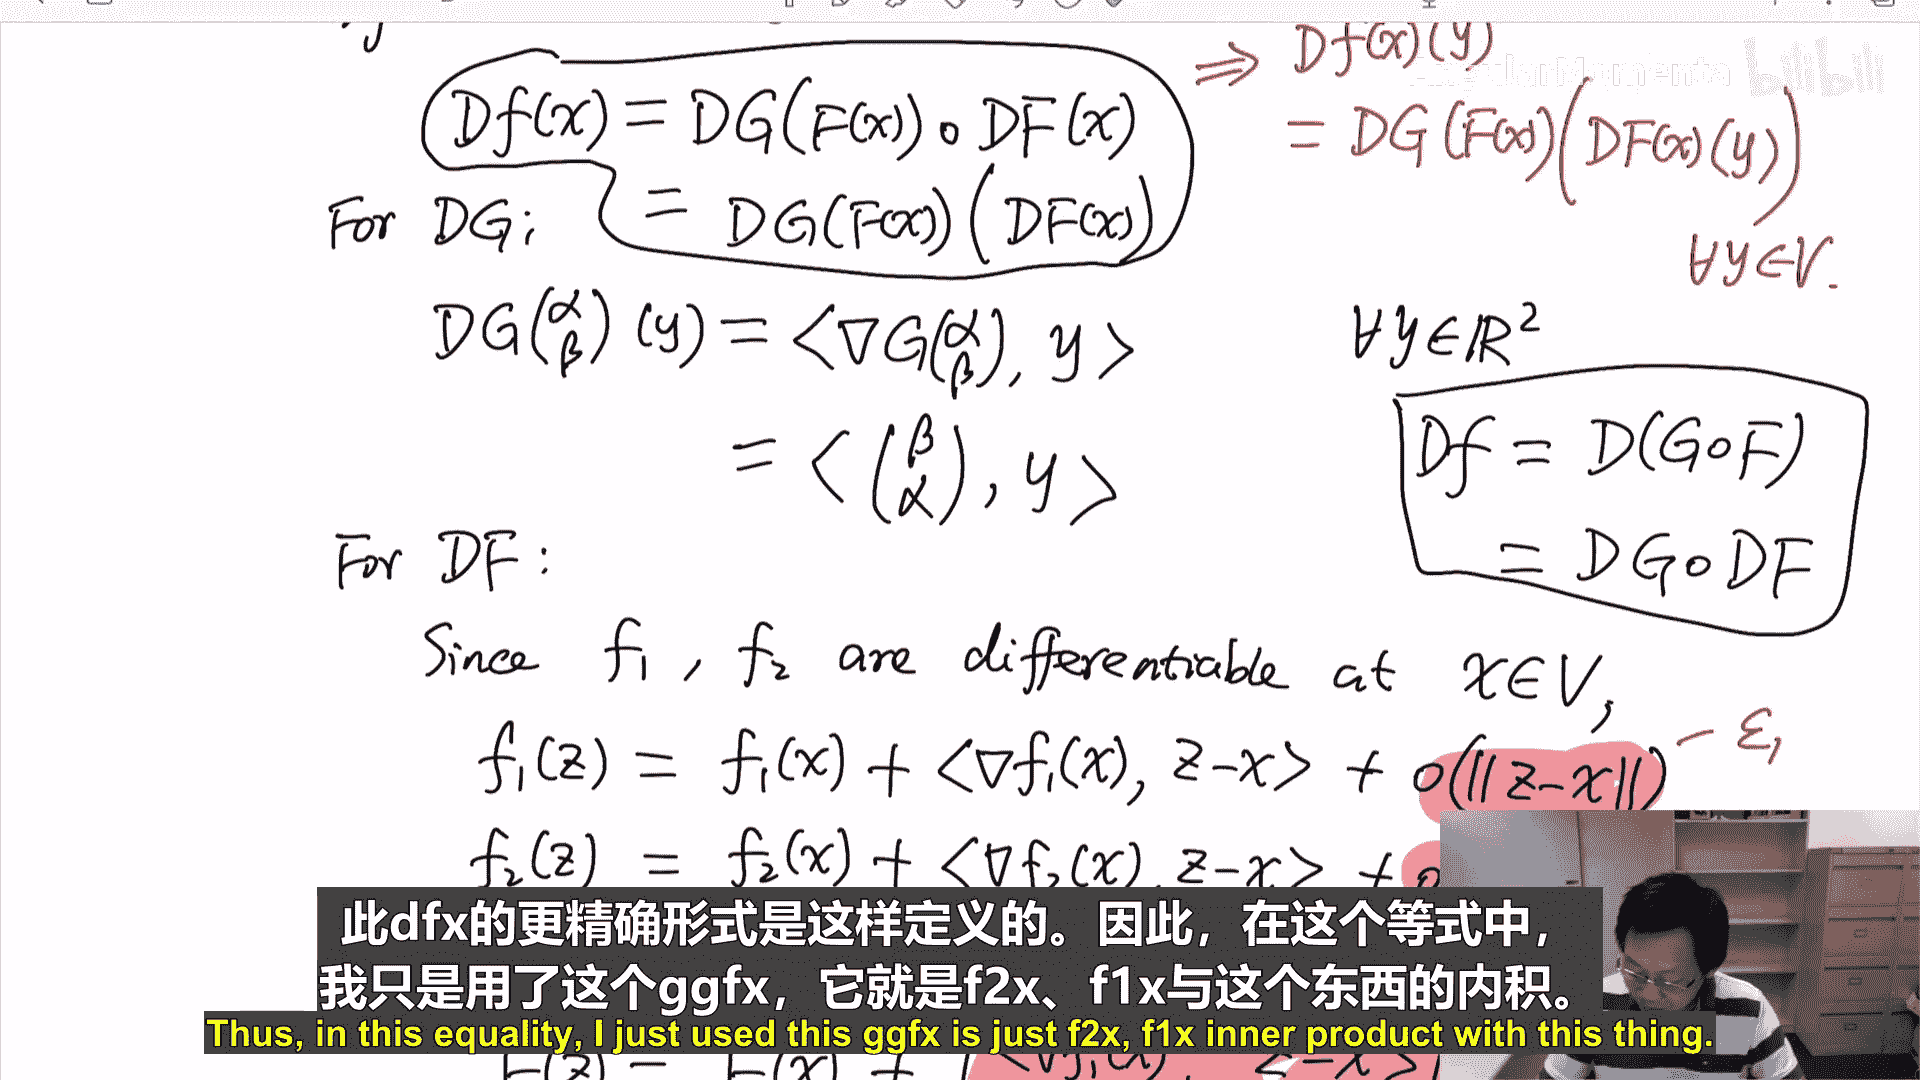 Df(x) = DG(F(x)) ∘ DF(x)
= DG(F(x))(DF(x))
⇒ Df(x)(y)
= DG(F(x))(DF(x)(y))
∀y∈V.
For DG:
DG(α β)(y) = <∇G(α β), y>
∀y∈ℝ²
= <(β α), y>
Df = D(G∘F)
= DG∘DF
For DF:
Since f₁, f₂ are differentiable at x∈V,
f₁(z) = f₁(x) + <∇f₁(x), z-x> + o(||z-x||) - ε₁
f₂(z) = f₂(x) + <∇f₂(x), z-x> + o
bilibili
此dfx的更精确形式是这样定义的。因此，在这个等式中，
我只是用了这个ggfx，它就是f2x、f1x与这个东西的内积。
Thus, in this equality, I just used this ggfx is just f2x, f1x inner product with this thing.